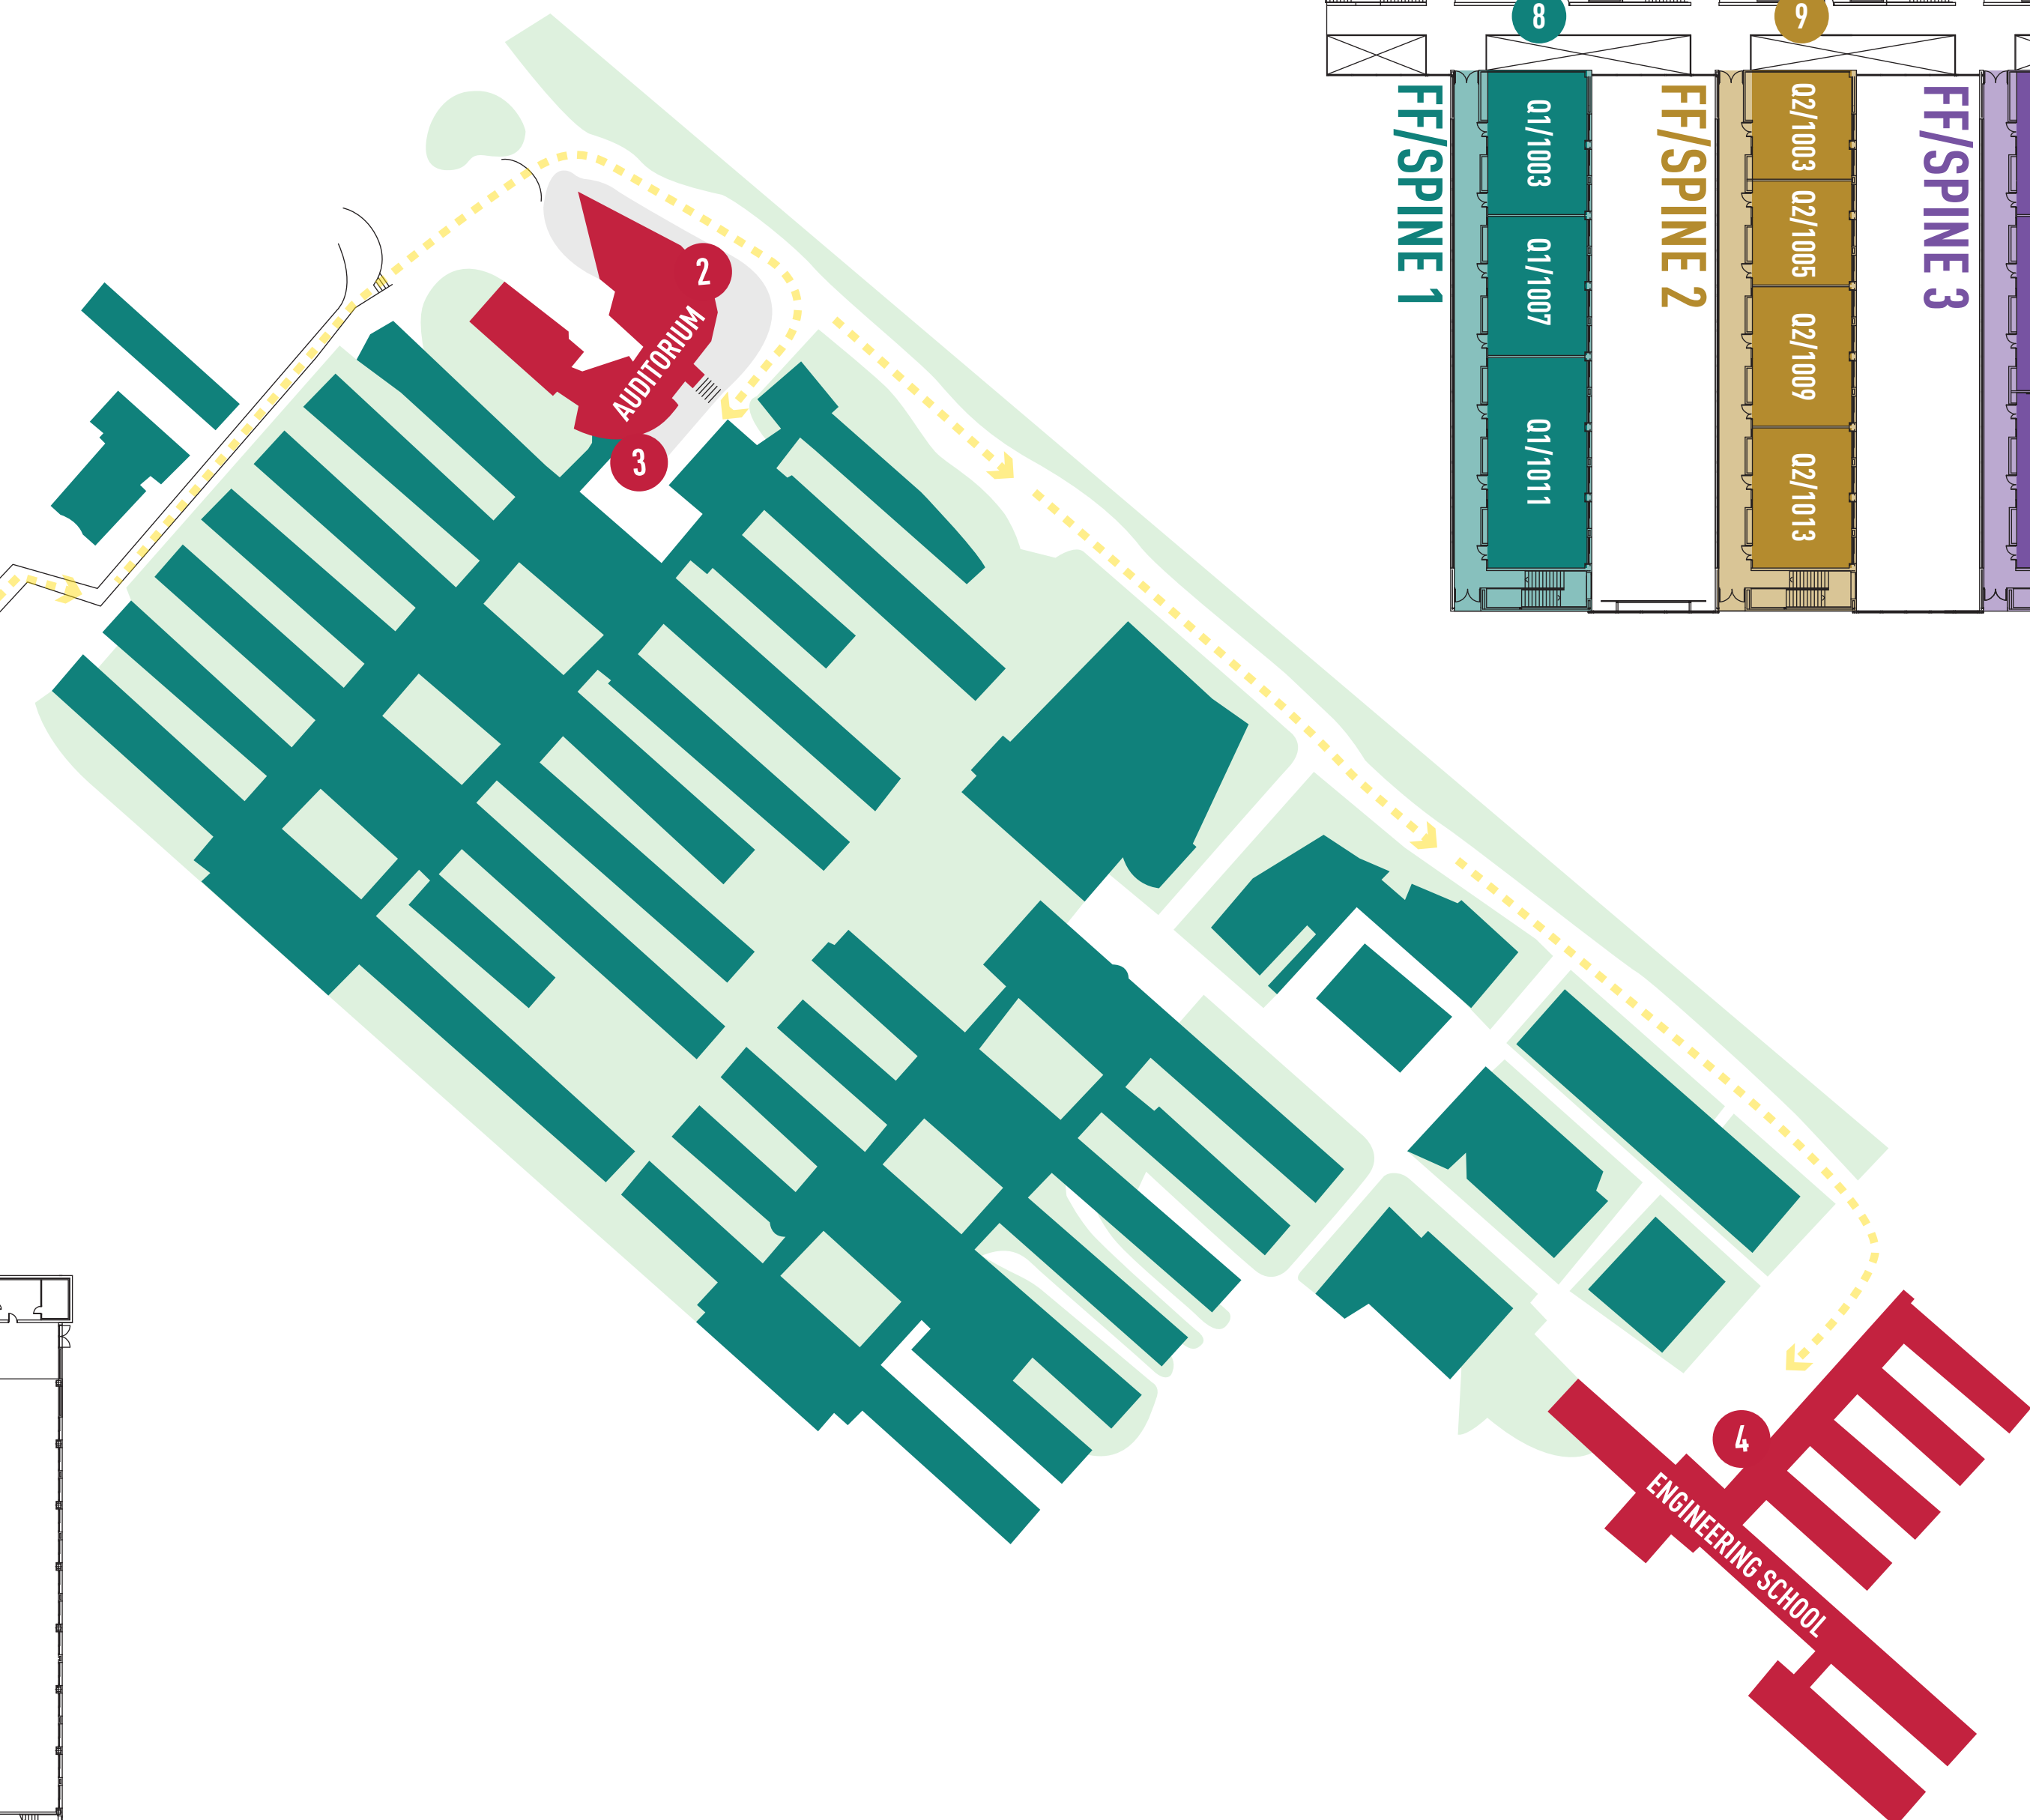 8
9
FF/SPINE 1
Q1/1003
Q1/1007
Q1/1011
FF/SPINE 2
Q2/1003
Q2/1005
Q2/1009
Q2/1013
FF/SPINE 3
2
AUDITORIUM
3
4
ENGINEERING SCHOOL